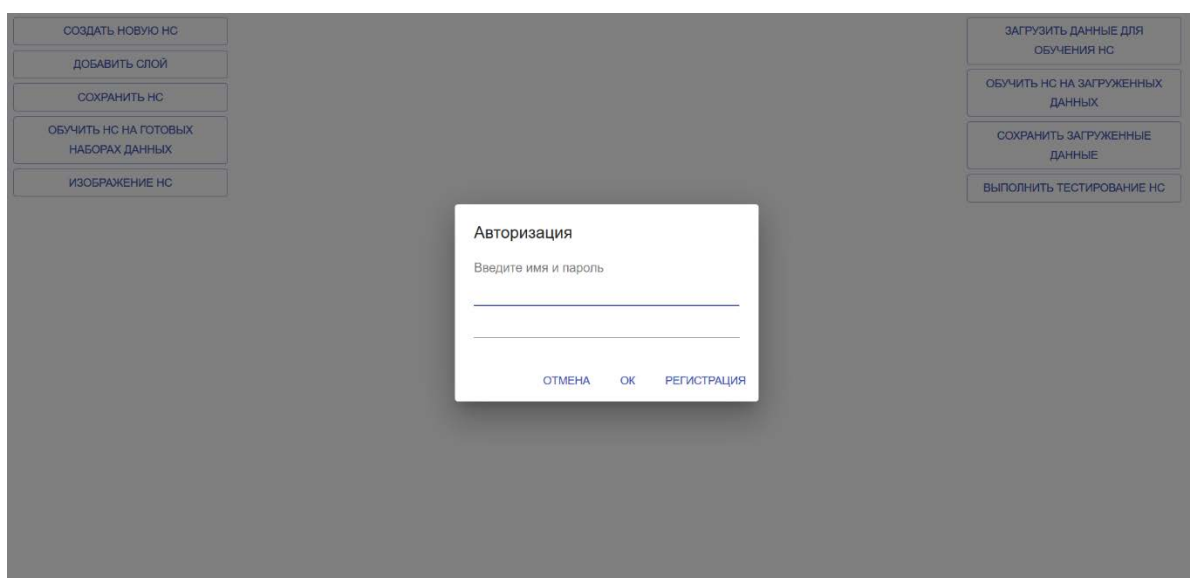 СОЗДАТЬ НОВУЮ НС
ДОБАВИТЬ СЛОЙ
СОХРАНИТЬ НС
ОБУЧИТЬ НС НА ГОТОВЫХ
НАБОРАХ ДАННЫХ
ИЗОБРАЖЕНИЕ НС
ЗАГРУЗИТЬ ДАННЫЕ ДЛЯ
ОБУЧЕНИЯ НС
ОБУЧИТЬ НС НА ЗАГРУЖЕННЫХ
ДАННЫХ
СОХРАНИТЬ ЗАГРУЖЕННЫЕ
ДАННЫЕ
ВЫПОЛНИТЬ ТЕСТИРОВАНИЕ НС
Авторизация
Введите имя и пароль
ОТМЕНА ОК РЕГИСТРАЦИЯ